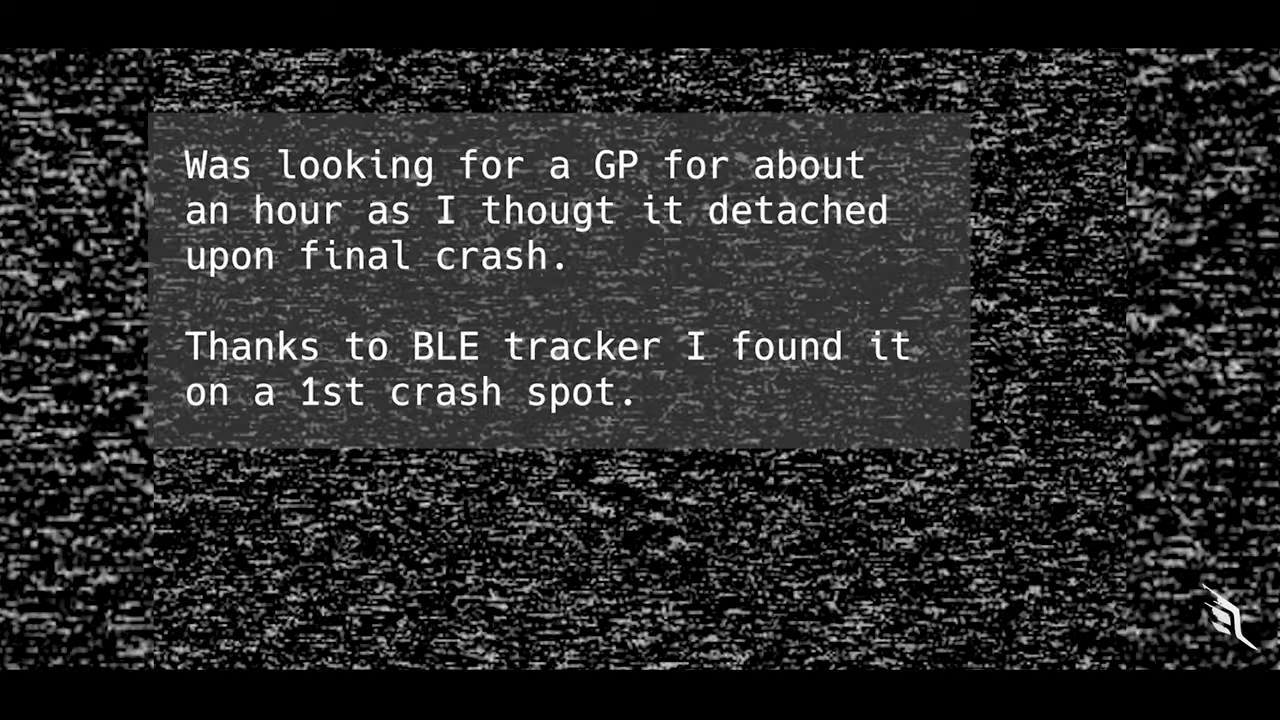 Was looking for a GP for about
an hour as I thougt it detached
upon final crash.
Thanks to BLE tracker I found it
on a 1st crash spot.